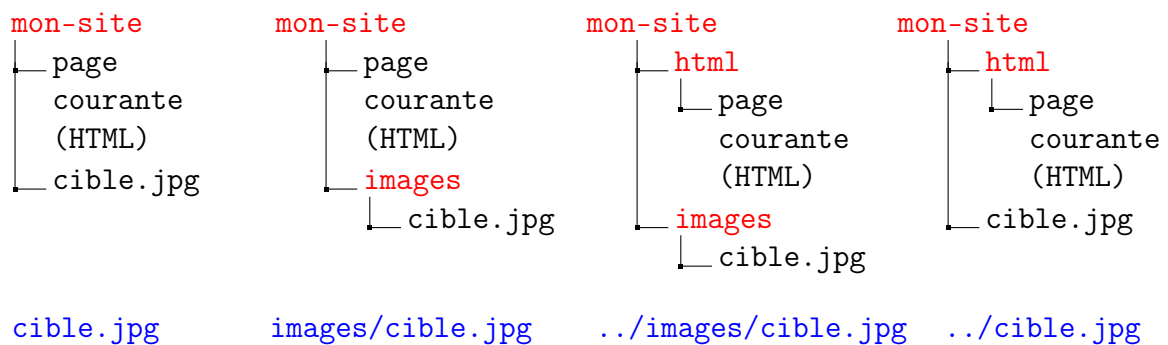 mon-site
page
courante
(HTML)
cible.jpg
cible.jpg
mon-site
page
courante
(HTML)
images
cible.jpg
images/cible.jpg
mon-site
html
page
courante
(HTML)
images
cible.jpg
../images/cible.jpg
mon-site
html
page
courante
(HTML)
cible.jpg
../cible.jpg